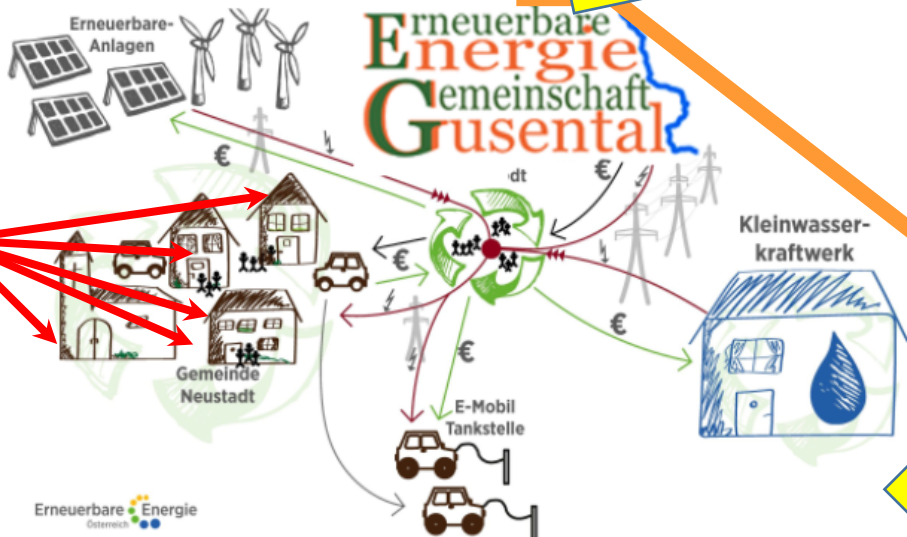 Erneuerbare-
Anlagen
Erneuerbare
Energie
Gemeinschaft
Gusental
€
€
dt
Kleinwasser-
kraftwerk
€
€
€
€
Gemeinde
Neustadt
E-Mobil
Tankstelle
Erneuerbare Energie
Österreich